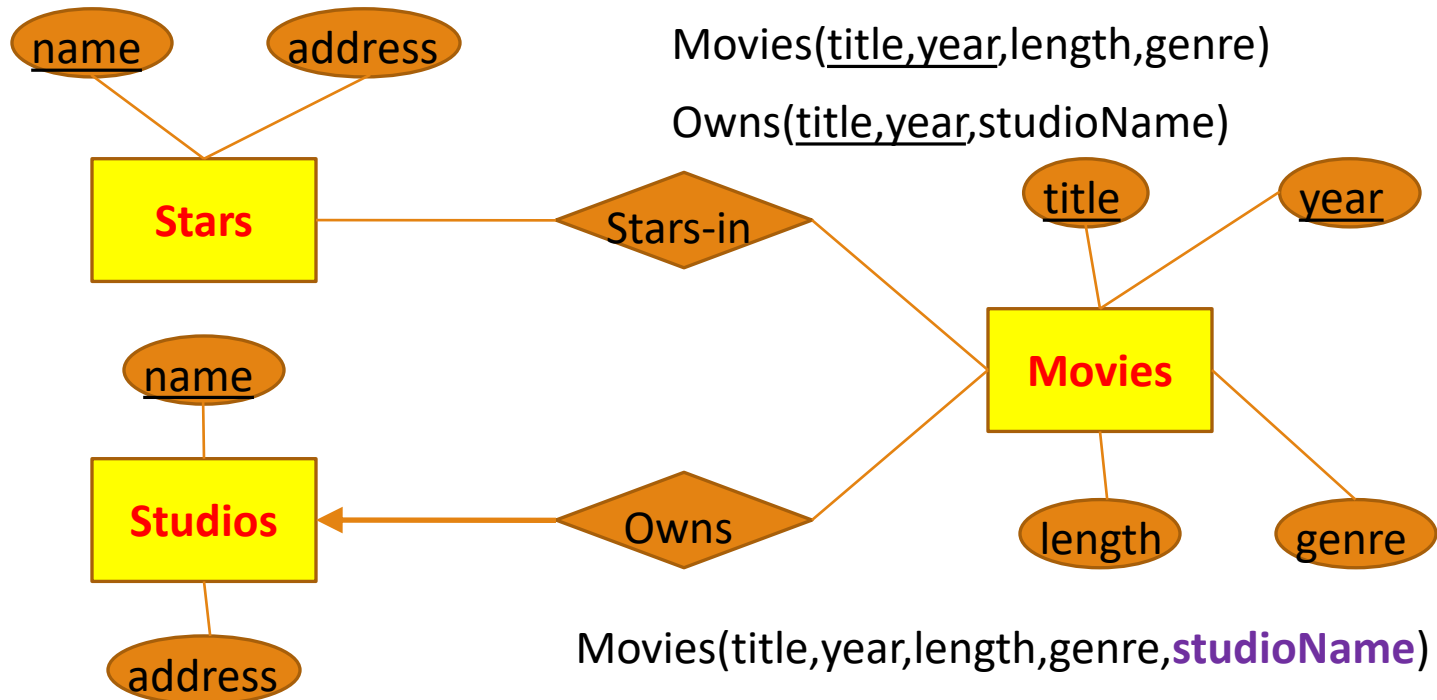 name
address
Movies(title,year,length,genre)
Owns(title,year,studioName)
Stars
Stars-in
title
year
name
Movies
Studios
Owns
length
genre
address
Movies(title,year,length,genre,studioName)